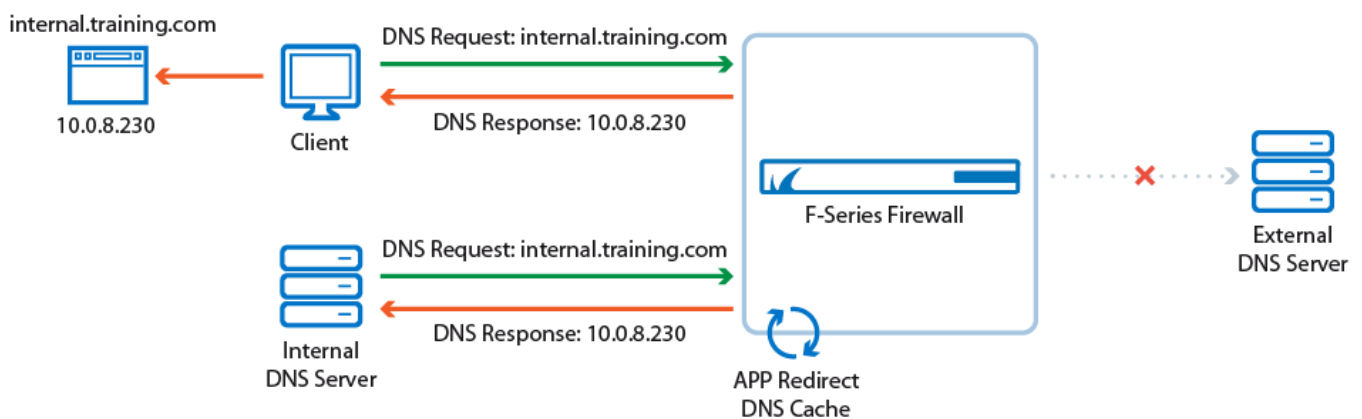 internal.training.com
10.0.8.230
Client
DNS Request: internal.training.com
DNS Response: 10.0.8.230
F-Series Firewall
External
DNS Server
DNS Request: internal.training.com
DNS Response: 10.0.8.230
Internal
DNS Server
APP Redirect
DNS Cache